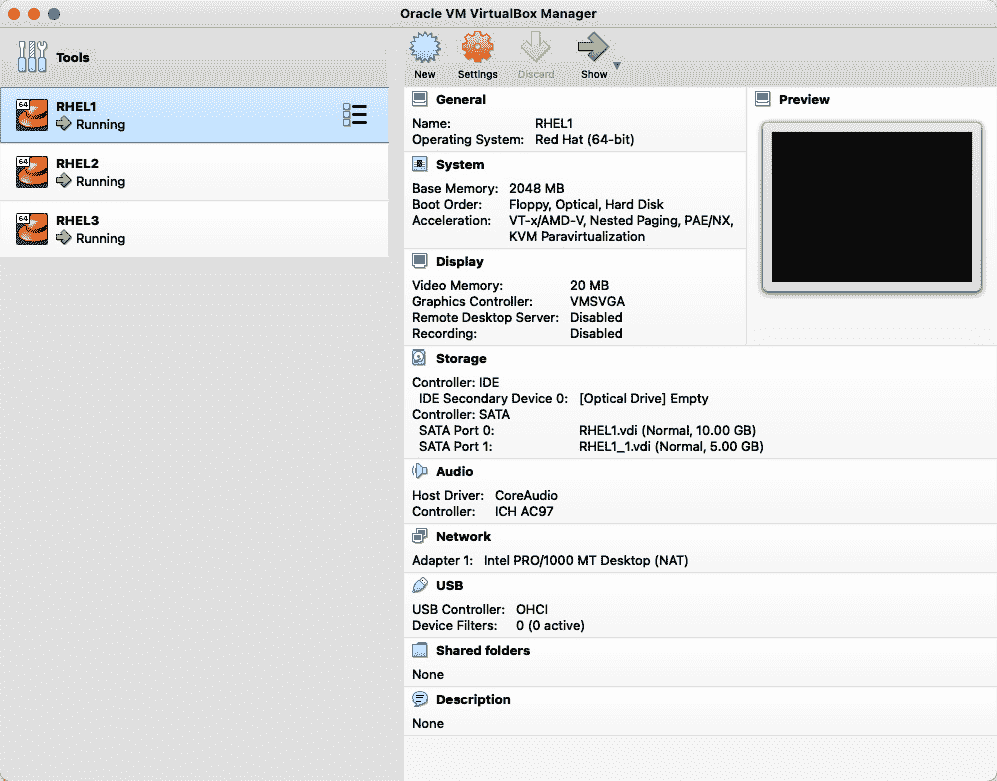 Oracle VM VirtualBox Manager
Tools
New Settings Discard Show
64 RHEL1
Running
64 RHEL2
Running
64 RHEL3
Running
General
Name: RHEL1
Operating System: Red Hat (64-bit)
System
Base Memory: 2048 MB
Boot Order: Floppy, Optical, Hard Disk
Acceleration: VT-x/AMD-V, Nested Paging, PAE/NX,
KVM Paravirtualization
Display
Video Memory: 20 MB
Graphics Controller: VMSVGA
Remote Desktop Server: Disabled
Recording: Disabled
Preview
Storage
Controller: IDE
IDE Secondary Device 0: [Optical Drive] Empty
Controller: SATA
SATA Port 0: RHEL1.vdi (Normal, 10.00 GB)
SATA Port 1: RHEL1_1.vdi (Normal, 5.00 GB)
Audio
Host Driver: CoreAudio
Controller: ICH AC97
Network
Adapter 1: Intel PRO/1000 MT Desktop (NAT)
USB
USB Controller: OHCI
Device Filters: 0 (0 active)
Shared folders
None
Description
None